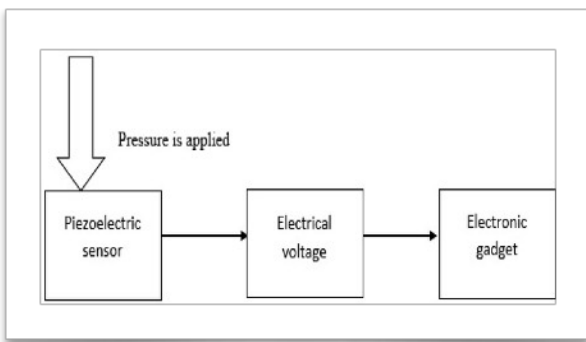 Pressure is applied
Piezoelectric
sensor
Electrical
voltage
Electronic
gadget